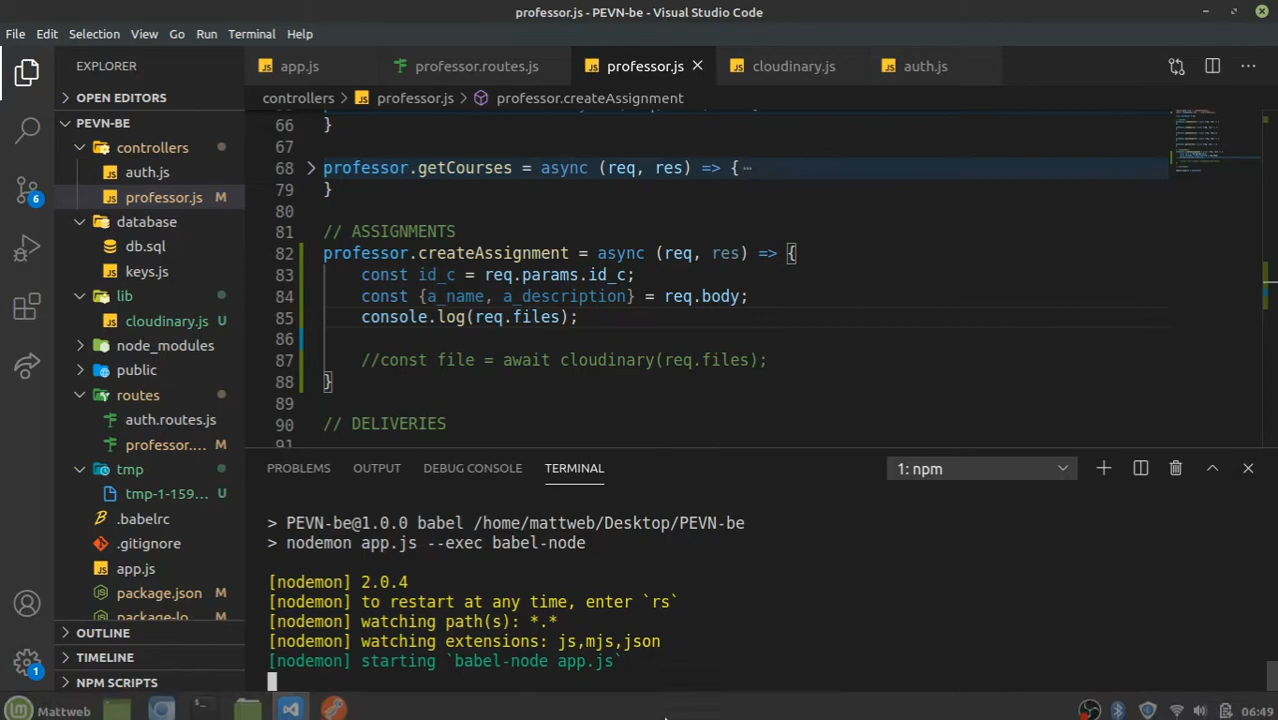 professor.js - PEVN-be - Visual Studio Code
File Edit Selection View Go Run Terminal Help
EXPLORER
OPEN EDITORS
PEVN-BE
controllers
auth.js
professor.js M
database
db.sql
keys.js
lib
cloudinary.js U
node_modules
public
routes
auth.routes.js
professor.... M
tmp
tmp-1-159... U
.babelrc
.gitignore
app.js
package.json M
package-lo...
OUTLINE
TIMELINE
NPM SCRIPTS
6
1
app.js professor.routes.js professor.js cloudinary.js auth.js
controllers > professor.js > professor.createAssignment
66 }
67
68 professor.getCourses = async (req, res) => {⋯
79 }
80
81 // ASSIGNMENTS
82 professor.createAssignment = async (req, res) => {
83 const id_c = req.params.id_c;
84 const {a_name, a_description} = req.body;
85 console.log(req.files);
86
87 //const file = await cloudinary(req.files);
88 }
89
90 // DELIVERIES
91
PROBLEMS OUTPUT DEBUG CONSOLE TERMINAL 1: npm
> PEVN-be@1.0.0 babel /home/mattweb/Desktop/PEVN-be
> nodemon app.js --exec babel-node
[nodemon] 2.0.4
[nodemon] to restart at any time, enter `rs`
[nodemon] watching path(s): *.*
[nodemon] watching extensions: js,mjs,json
[nodemon] starting `babel-node app.js`
Mattweb 06:49